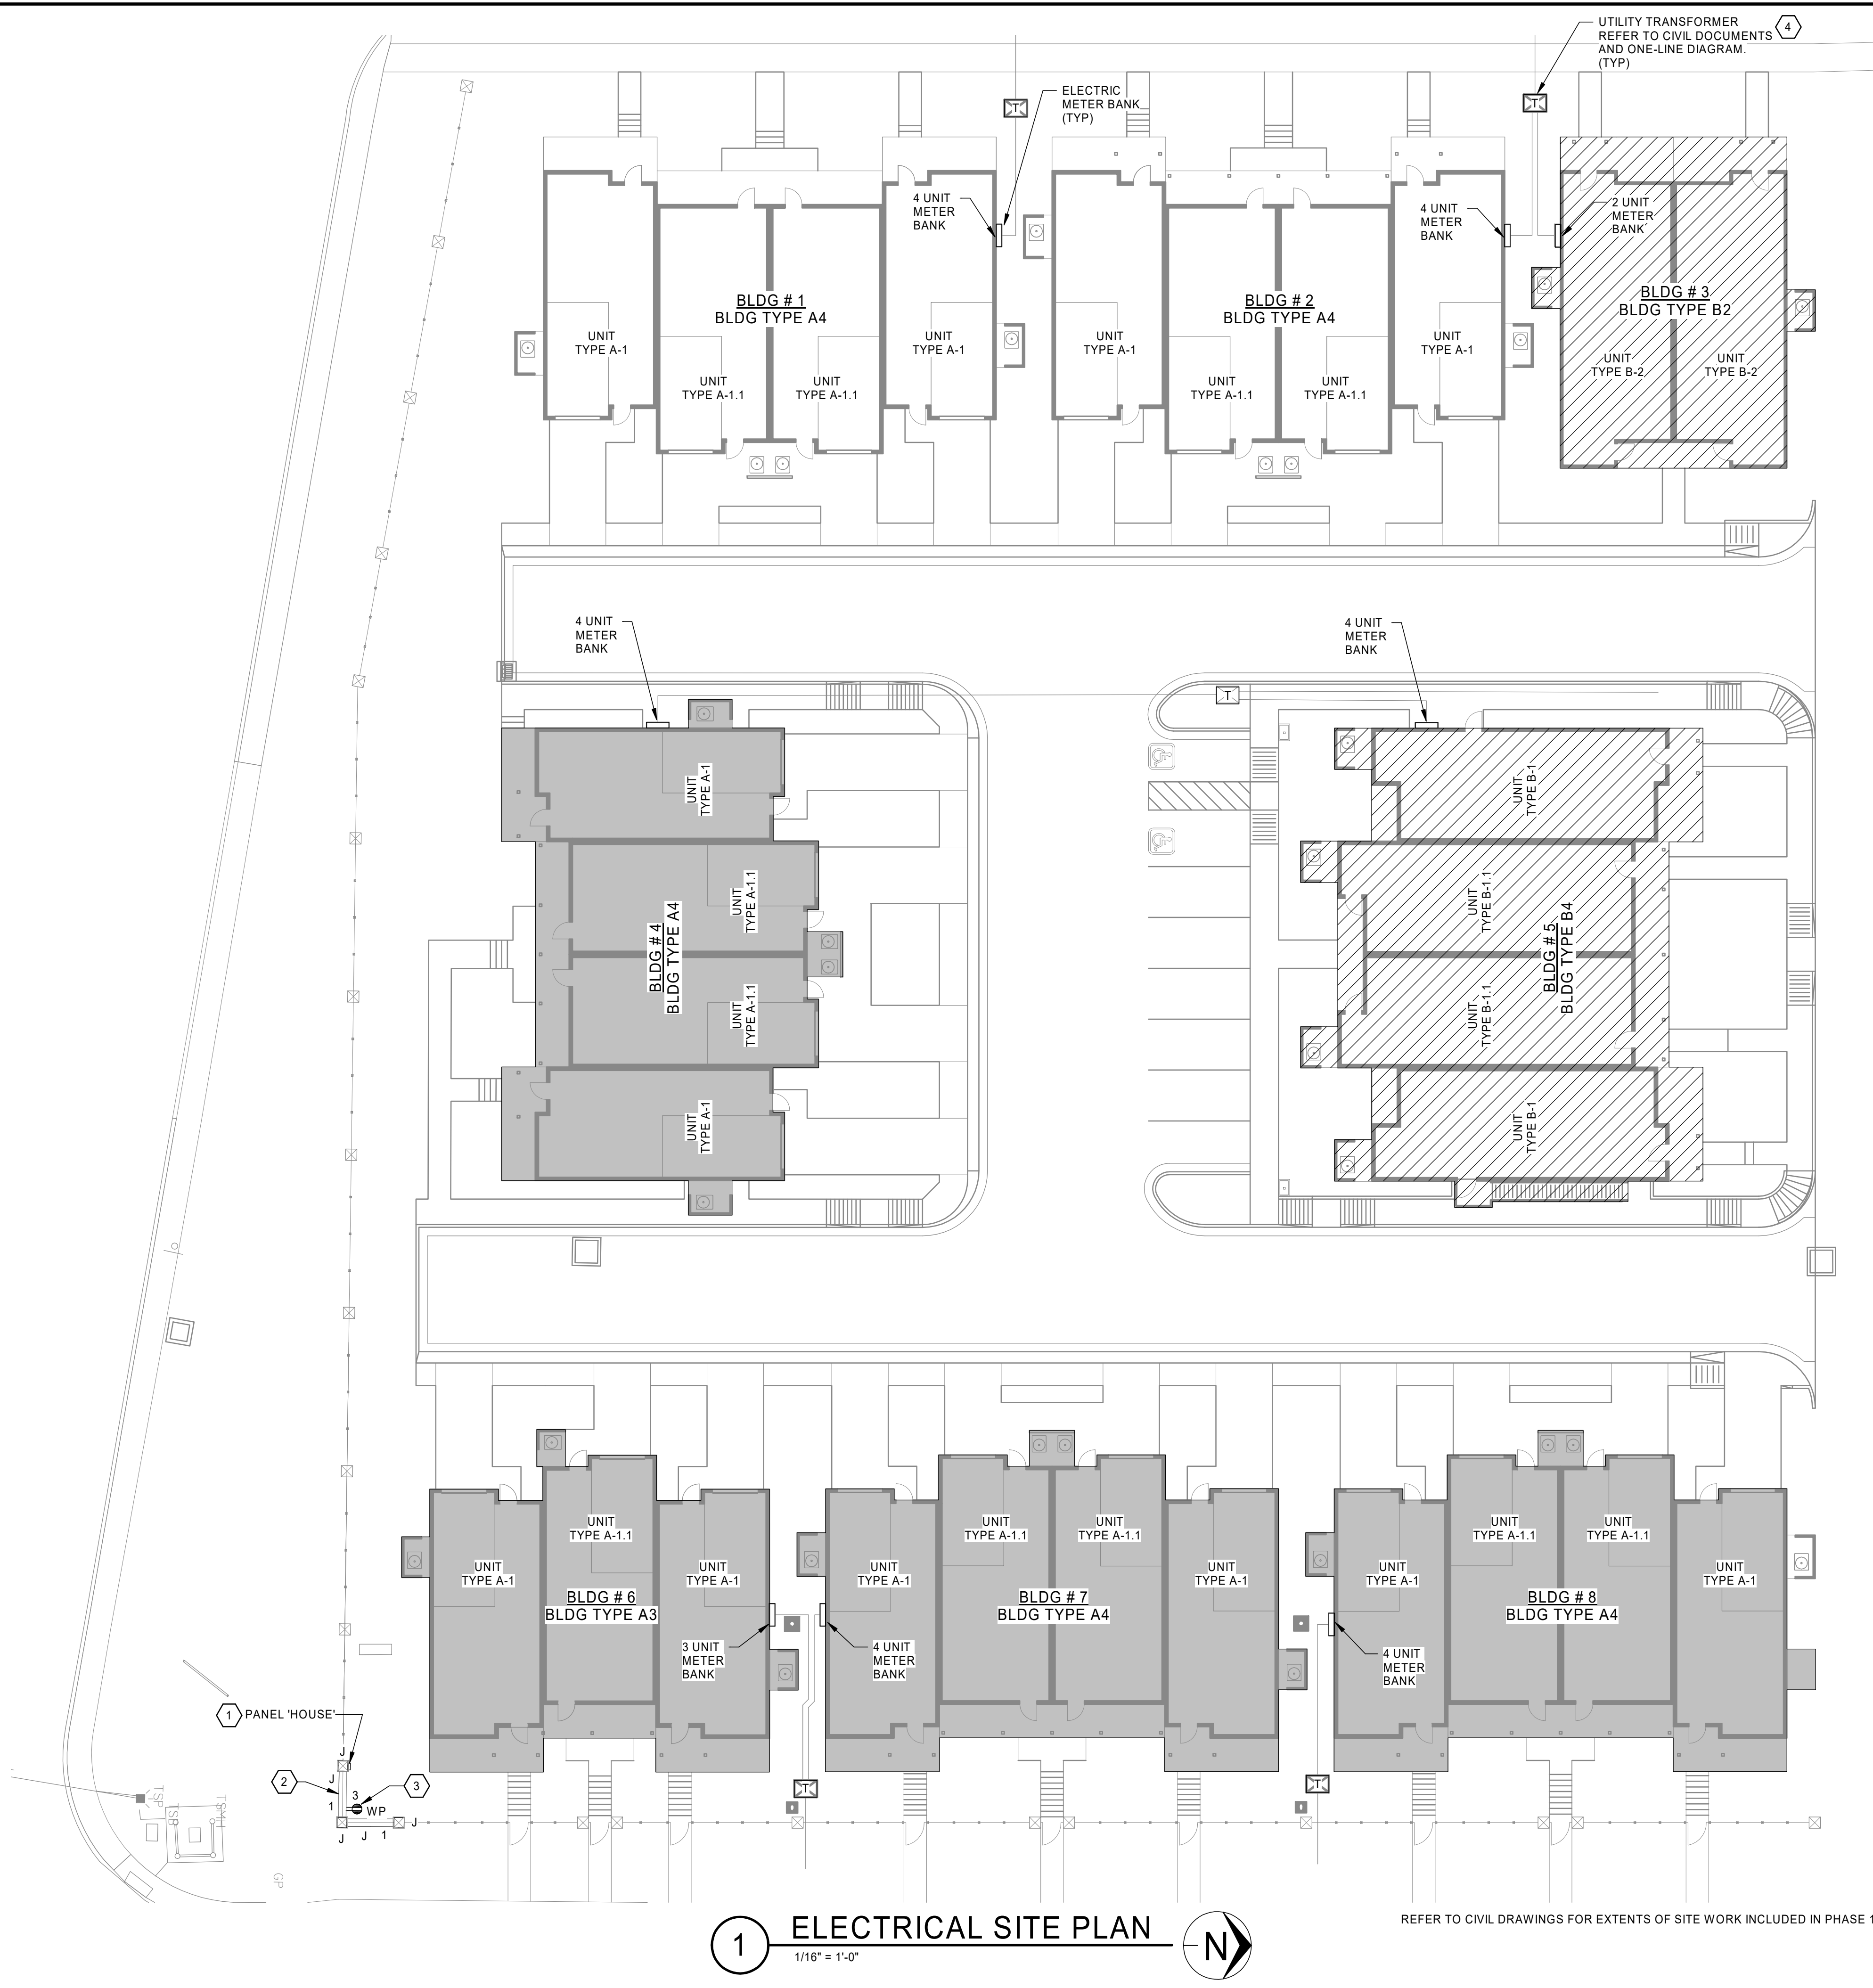 UTILITY TRANSFORMER
REFER TO CIVIL DOCUMENTS
AND ONE-LINE DIAGRAM.
(TYP)
4
T
T
ELECTRIC
METER BANK
(TYP)
4 UNIT
METER
BANK
4 UNIT
METER
BANK
2 UNIT
METER
BANK
BLDG # 1
BLDG TYPE A4
UNIT
TYPE A-1
UNIT
TYPE A-1.1
UNIT
TYPE A-1.1
UNIT
TYPE A-1
BLDG # 2
BLDG TYPE A4
UNIT
TYPE A-1
UNIT
TYPE A-1.1
UNIT
TYPE A-1.1
UNIT
TYPE A-1
BLDG # 3
BLDG TYPE B2
UNIT
TYPE B-2
UNIT
TYPE B-2
4 UNIT
METER
BANK
4 UNIT
METER
BANK
T
UNIT
TYPE A-1
UNIT
TYPE A-1.1
BLDG # 4
BLDG TYPE A4
UNIT
TYPE A-1.1
UNIT
TYPE A-1
UNIT
TYPE B-1
UNIT
TYPE B-1.1
BLDG # 5
BLDG TYPE B4
UNIT
TYPE B-1.1
UNIT
TYPE B-1
UNIT
TYPE A-1
UNIT
TYPE A-1.1
UNIT
TYPE A-1
BLDG # 6
BLDG TYPE A3
3 UNIT
METER
BANK
UNIT
TYPE A-1
UNIT
TYPE A-1.1
UNIT
TYPE A-1.1
UNIT
TYPE A-1
BLDG # 7
BLDG TYPE A4
4 UNIT
METER
BANK
UNIT
TYPE A-1
UNIT
TYPE A-1.1
UNIT
TYPE A-1.1
UNIT
TYPE A-1
BLDG # 8
BLDG TYPE A4
4 UNIT
METER
BANK
1
PANEL 'HOUSE'
J
2
J
3
3
1
WP
J
J
1
J
T
T
TSP
TSB
TSMH
GP
1
ELECTRICAL SITE PLAN
1/16" = 1'-0"
N
REFER TO CIVIL DRAWINGS FOR EXTENTS OF SITE WORK INCLUDED IN PHASE 1